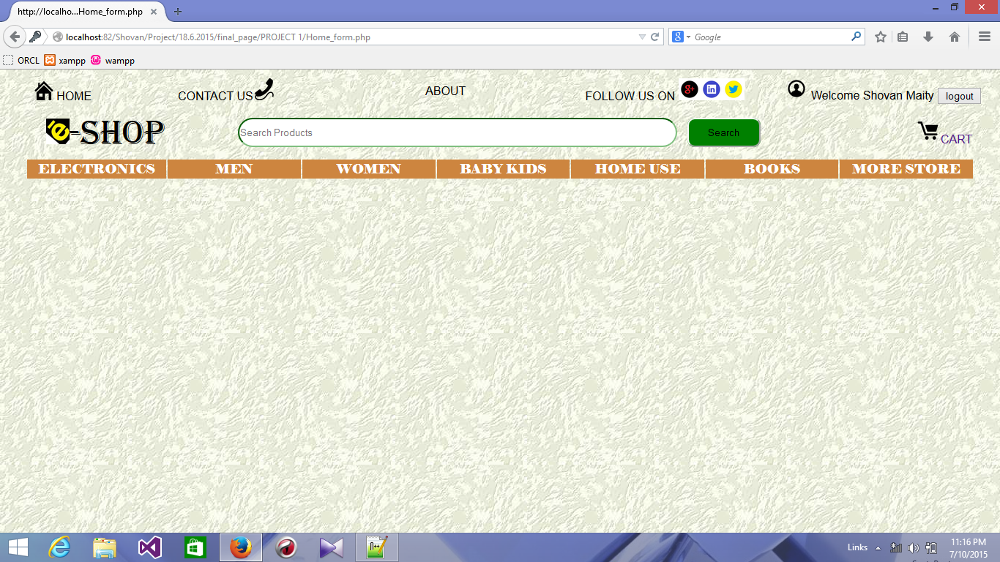 http://localho...Home_form.php
localhost:82/Shovan/Project/18.6.2015/final_page/PROJECT 1/Home_form.php
Google
ORCL xampp wampp
HOME CONTACT US ABOUT FOLLOW US ON Welcome Shovan Maity logout
e-SHOP Search Products Search CART
ELECTRONICS MEN WOMEN BABY KIDS HOME USE BOOKS MORE STORE
Links 11:16 PM
7/10/2015